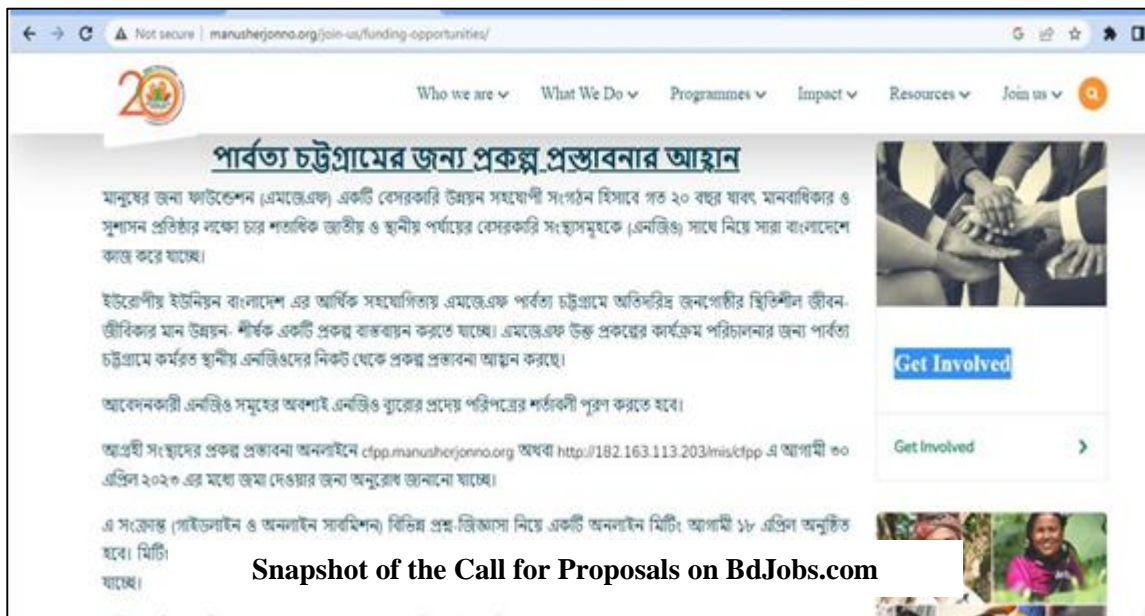 Not secure | manusherjonno.org/join-us/funding-opportunities/
20
Who we are What We Do Programmes Impact Resources Join us
পার্বত্য চট্টগ্রামের জন্য প্রকল্প প্রস্তাবনার আহ্বান
মানুষের জন্য ফাউন্ডেশন (এমজেএফ) একটি বেসরকারি উন্নয়ন সহযোগী সংগঠন হিসাবে গত ২০ বছর যাবৎ মানবাধিকার ও
সুশাসন প্রতিষ্ঠার লক্ষ্যে চার শতাধিক জাতীয় ও স্থানীয় পর্যায়ের বেসরকারি সংস্থাসমূহকে (এনজিও) সাথে নিয়ে সারা বাংলাদেশে
কাজ করে যাচ্ছে।
ইউরোপীয় ইউনিয়ন বাংলাদেশ এর আর্থিক সহযোগিতায় এমজেএফ পার্বত্য চট্টগ্রামে অতিদরিদ্র জনগোষ্ঠীর স্থিতিশীল জীবন-
জীবিকার মান উন্নয়ন- শীর্ষক একটি প্রকল্প বাস্তবায়ন করতে যাচ্ছে। এমজেএফ উক্ত প্রকল্পের কার্যক্রম পরিচালনার জন্য পার্বত্য
চট্টগ্রামে কর্মরত স্থানীয় এনজিওদের নিকট থেকে প্রকল্প প্রস্তাবনা আহ্বান করছে।
আবেদনকারী এনজিও সমূহের অবশ্যই এনজিও ব্যুরোর প্রদেয় পরিপত্রের শর্তাবলী পূরণ করতে হবে।
আগ্রহী সংস্থাদের প্রকল্প প্রস্তাবনা অনলাইনে cfpp.manusherjonno.org অথবা http://182.163.113.203/mis/cfpp এ আগামী ৩০
এপ্রিল ২০২৩ এর মধ্যে জমা দেওয়ার জন্য অনুরোধ জানানো যাচ্ছে।
এ সংক্রান্ত (গাইডলাইন ও অনলাইন সাবমিশন) বিভিন্ন প্রশ্ন-জিজ্ঞাসা নিয়ে একটি অনলাইন মিটিং আগামী ১৮ এপ্রিল অনুষ্ঠিত
হবে। মিটিং
যাচ্ছে।
Get Involved
Get Involved
Snapshot of the Call for Proposals on BdJobs.com